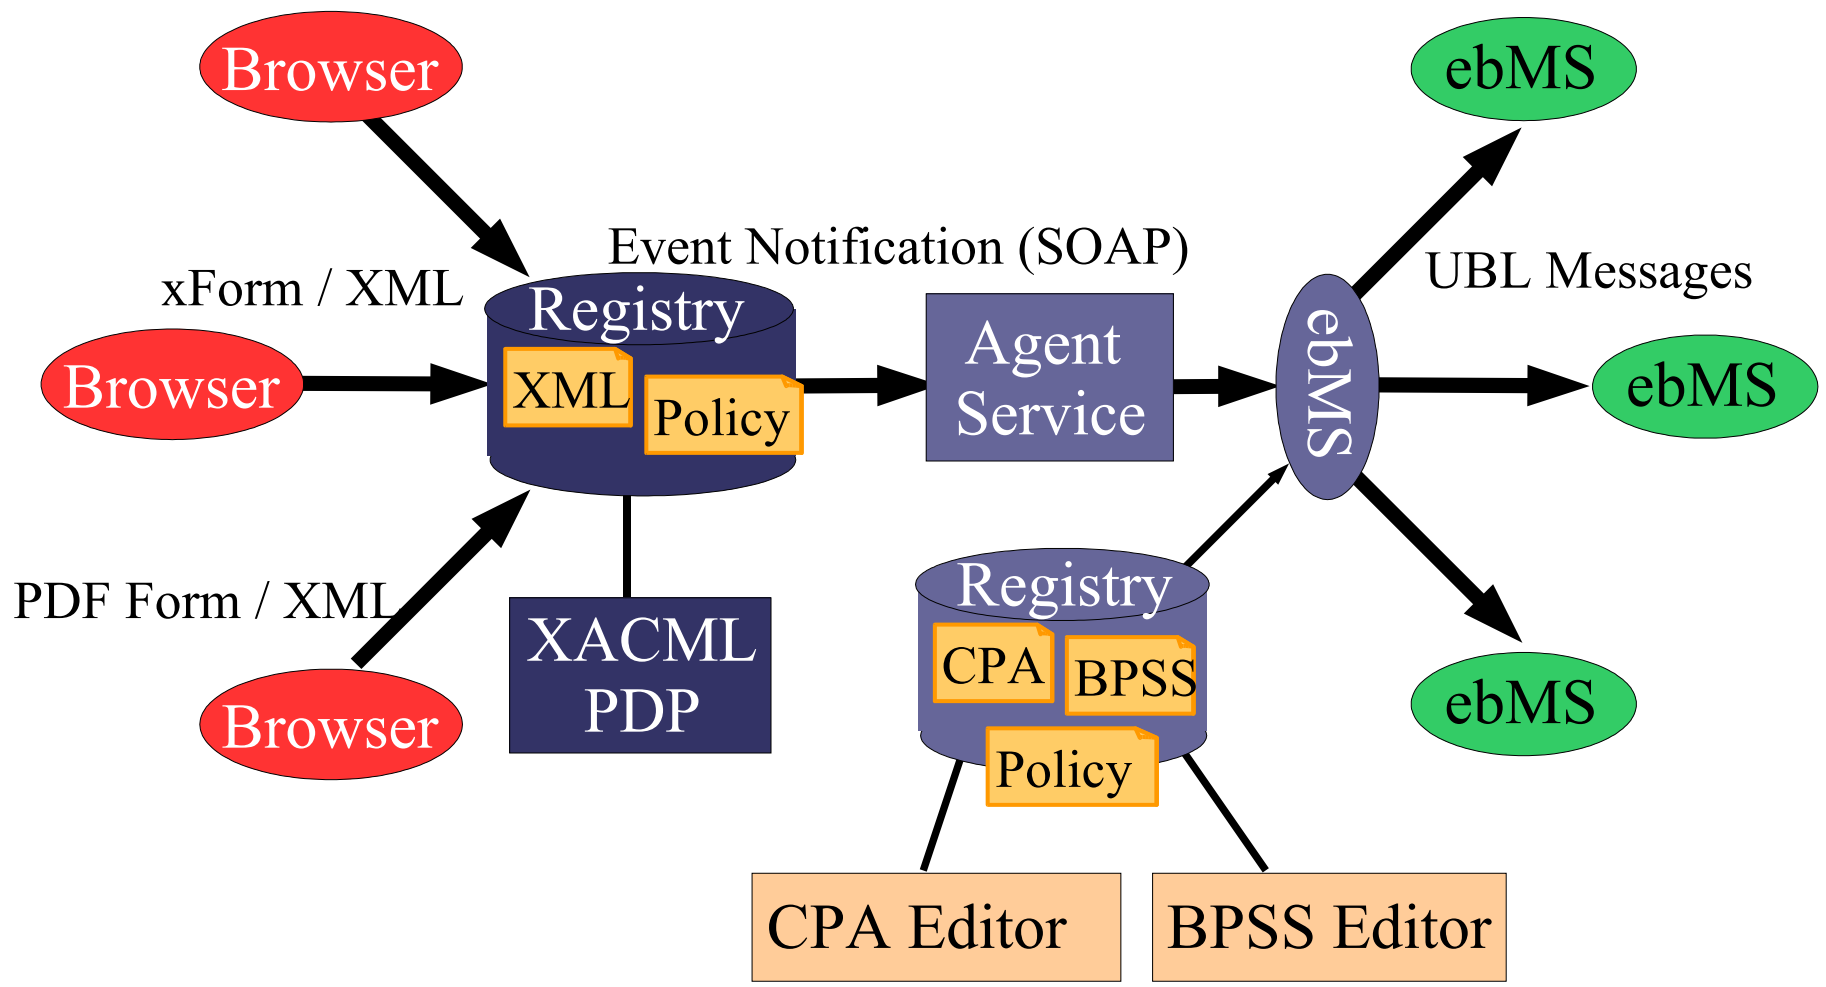 Browser
ebMS
Event Notification (SOAP)
UBL Messages
xForm / XML
Registry
Agent
Service
ebMS
XML
Policy
Browser
ebMS
PDF Form / XML
Registry
XACML
PDP
CPA
BPSS
Policy
Browser
ebMS
CPA Editor
BPSS Editor